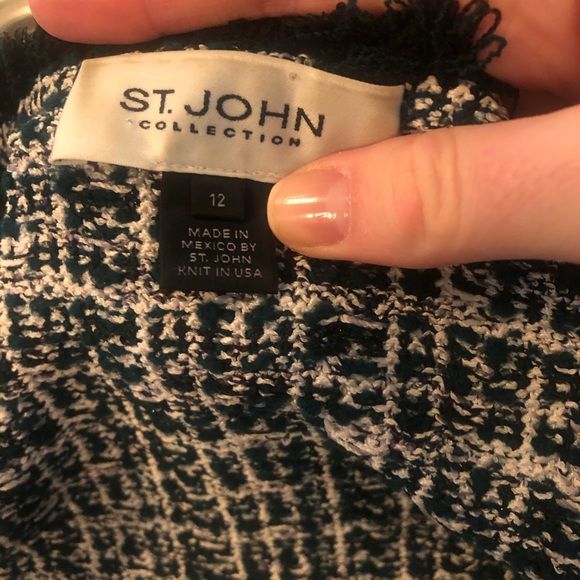 ST. JOHN
COLLECTION
12
MADE IN
MEXICO BY
ST. JOHN
KNIT IN USA